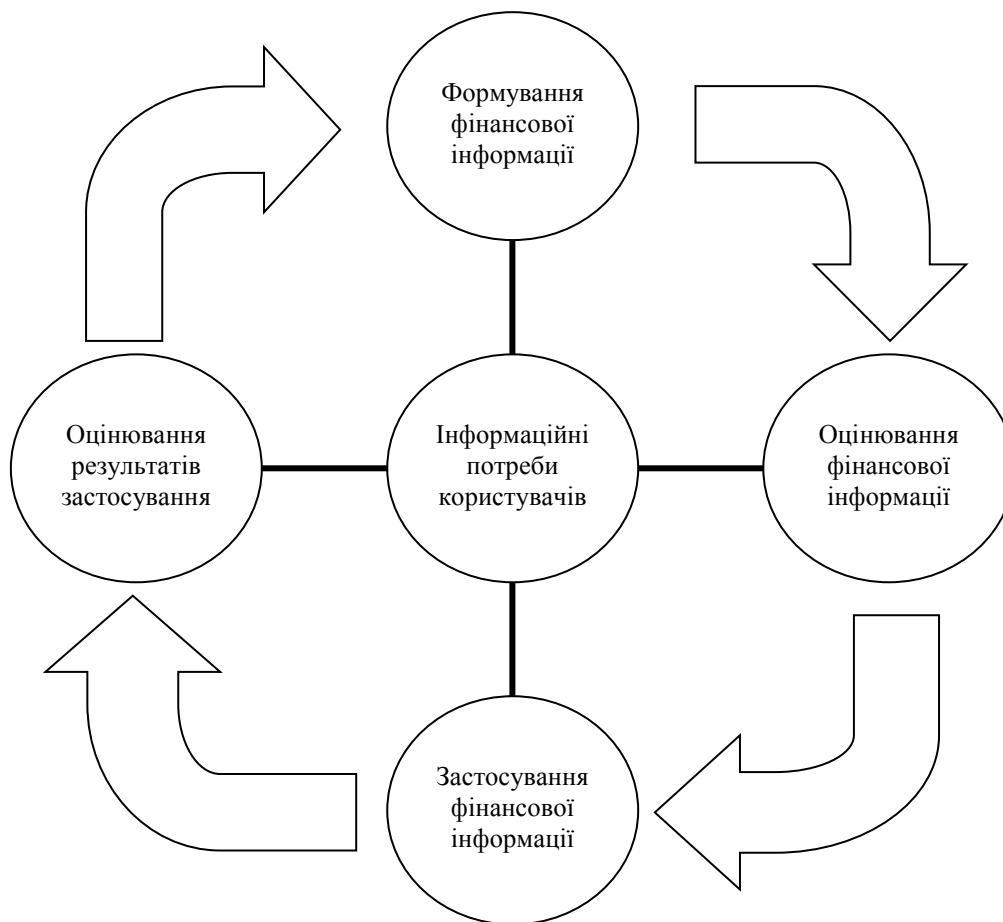 Формування
фінансової
інформації
Оцінювання
результатів
застосування
Інформаційні
потреби
користувачів
Оцінювання
фінансової
інформації
Застосування
фінансової
інформації